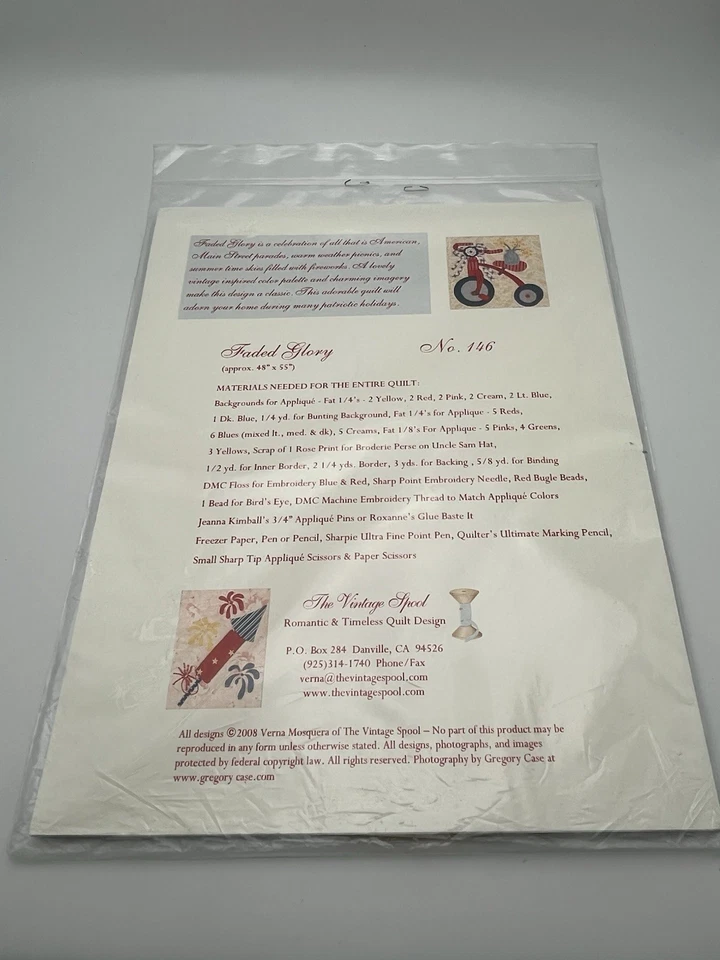 Faded Glory is a celebration of all that is American,
Main Street parades, warm weather picnics, and
summer time skies filled with fireworks. A lovely
vintage inspired color palette and charming imagery
make this design a classic. This adorable quilt will
adorn your home during many patriotic holidays.
Faded Glory No. 146
(approx. 48" x 55")
MATERIALS NEEDED FOR THE ENTIRE QUILT:
Backgrounds for Appliqué - Fat 1/4's - 2 Yellow, 2 Red, 2 Pink, 2 Cream, 2 Lt. Blue,
1 Dk. Blue, 1/4 yd. for Bunting Background, Fat 1/4's for Applique - 5 Reds,
6 Blues (mixed lt., med. & dk), 5 Creams, Fat 1/8's For Applique - 5 Pinks, 4 Greens,
3 Yellows, Scrap of 1 Rose Print for Broderie Perse on Uncle Sam Hat,
1/2 yd. for Inner Border, 2 1/4 yds. Border, 3 yds. for Backing , 5/8 yd. for Binding
DMC Floss for Embroidery Blue & Red, Sharp Point Embroidery Needle, Red Bugle Beads,
1 Bead for Bird's Eye, DMC Machine Embroidery Thread to Match Appliqué Colors
Jeanna Kimball's 3/4" Appliqué Pins or Roxanne's Glue Baste It
Freezer Paper, Pen or Pencil, Sharpie Ultra Fine Point Pen, Quilter's Ultimate Marking Pencil,
Small Sharp Tip Appliqué Scissors & Paper Scissors
The Vintage Spool
Romantic & Timeless Quilt Design
P.O. Box 284 Danville, CA 94526
(925)314-1740 Phone/Fax
verna@thevintagespool.com
www.thevintagespool.com
All designs ©2008 Verna Mosquera of The Vintage Spool – No part of this product may be
reproduced in any form unless otherwise stated. All designs, photographs, and images
protected by federal copyright law. All rights reserved. Photography by Gregory Case at
www.gregory case.com